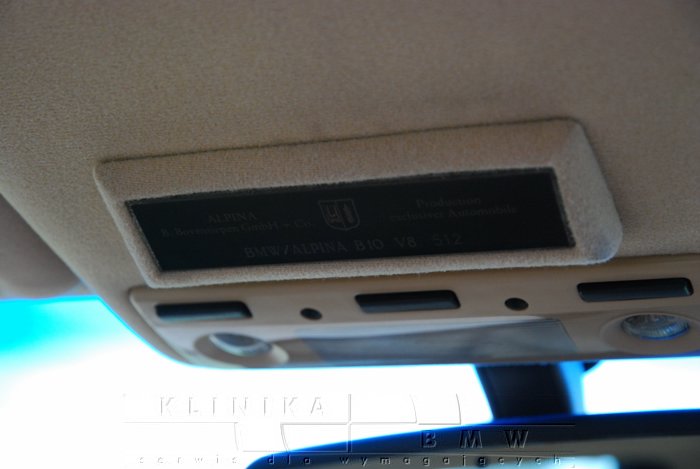 ALPINA
B. Bovensiepen GmbH + Co.
Production
exclusiver Automobile
BMW/ALPINA B10 V8 512
KLINIKA
BMW
serwis dla wymagających